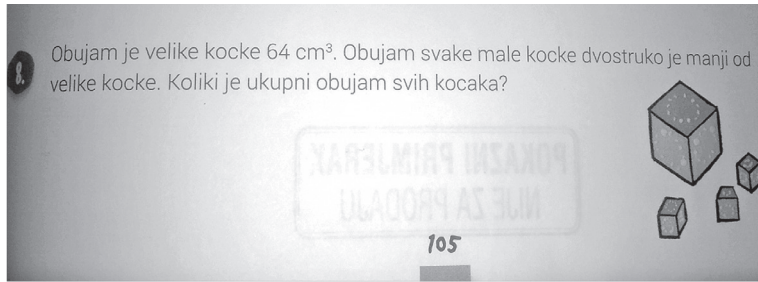 8.
Obujam je velike kocke 64 cm³. Obujam svake male kocke dvostruko je manji od
velike kocke. Koliki je ukupni obujam svih kocaka?
POKAZNI PRIMJERAK
NIJE ZA PRODAJU
105